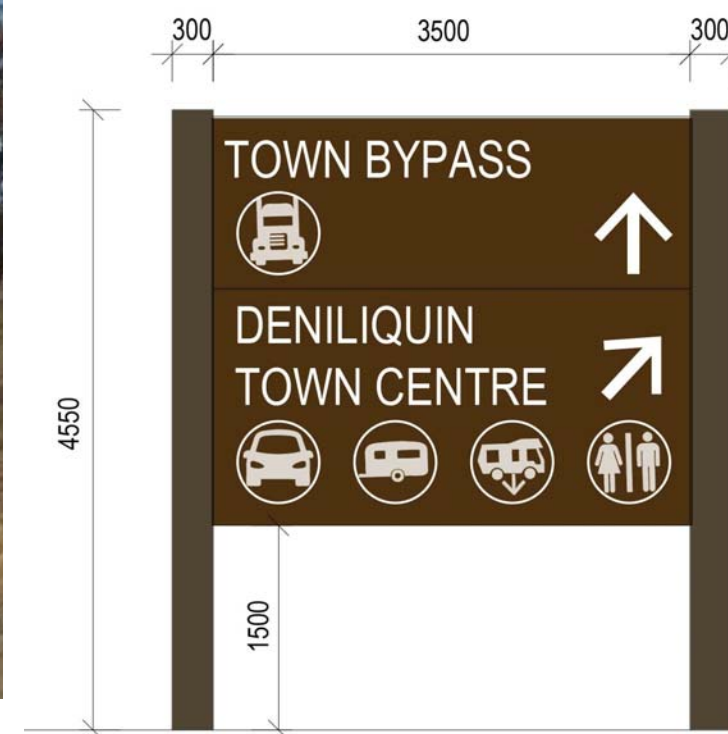 300 3500 300
TOWN BYPASS
DENILIQUIN
TOWN CENTRE
4550
1500